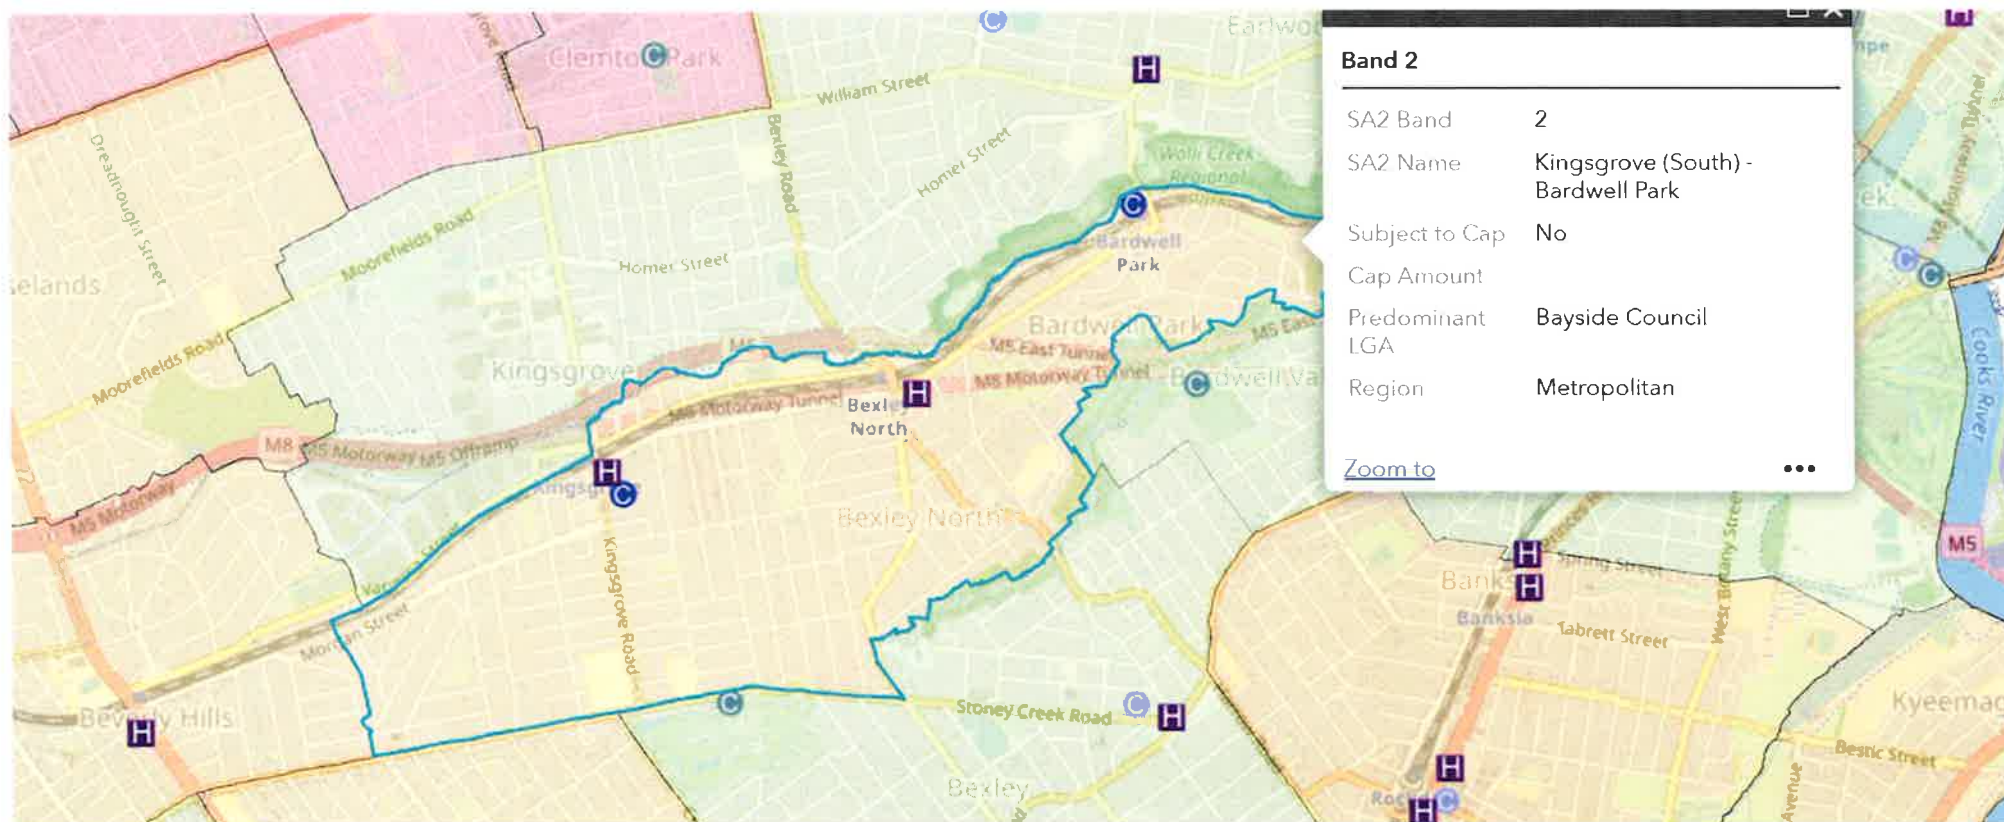 Clemton Park
William Street
Bexley Road
Homer Street
Dreadnought Street
Moorefields Road
Homer Street
Wolli Creek
Regional
Bardwell
Park
Bardwell Park
Kingsgrove
Moorefields Road
M5 East Tunnel
M8 Motorway Tunnel
M5 East
M8 Motorway Tunnel
Bexley
North
M8
M5 Motorway
M5 Offramp
M5 Motorway
H
C
Bexley North
Kingsgrove Road
Beverly Hills
Stoney Creek Road
Bexley
Band 2
SA2 Band
2
SA2 Name
Kingsgrove (South) -
Bardwell Park
Subject to Cap
No
Cap Amount
Predominant
LGA
Bayside Council
Region
Metropolitan
Zoom to
M8 Motorway Tunnel
Cooks River
M5
Spring Street
West Botany Street
Banksia
Tabrett Street
Bestic Street
Avenue